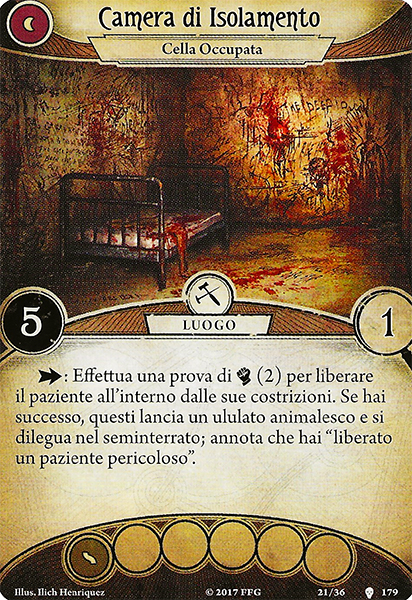 Camera di Isolamento
Cella Occupata
THE DEEP
5
LUOGO
1
: Effettua una prova di (2) per liberare
il paziente all’interno dalle sue costrizioni. Se hai
successo, questi lancia un ululato animalesco e si
dilegua nel seminterrato; annota che hai “liberato
un paziente pericoloso”.
Illus. Ilich Henriquez
© 2017 FFG
21/36
179